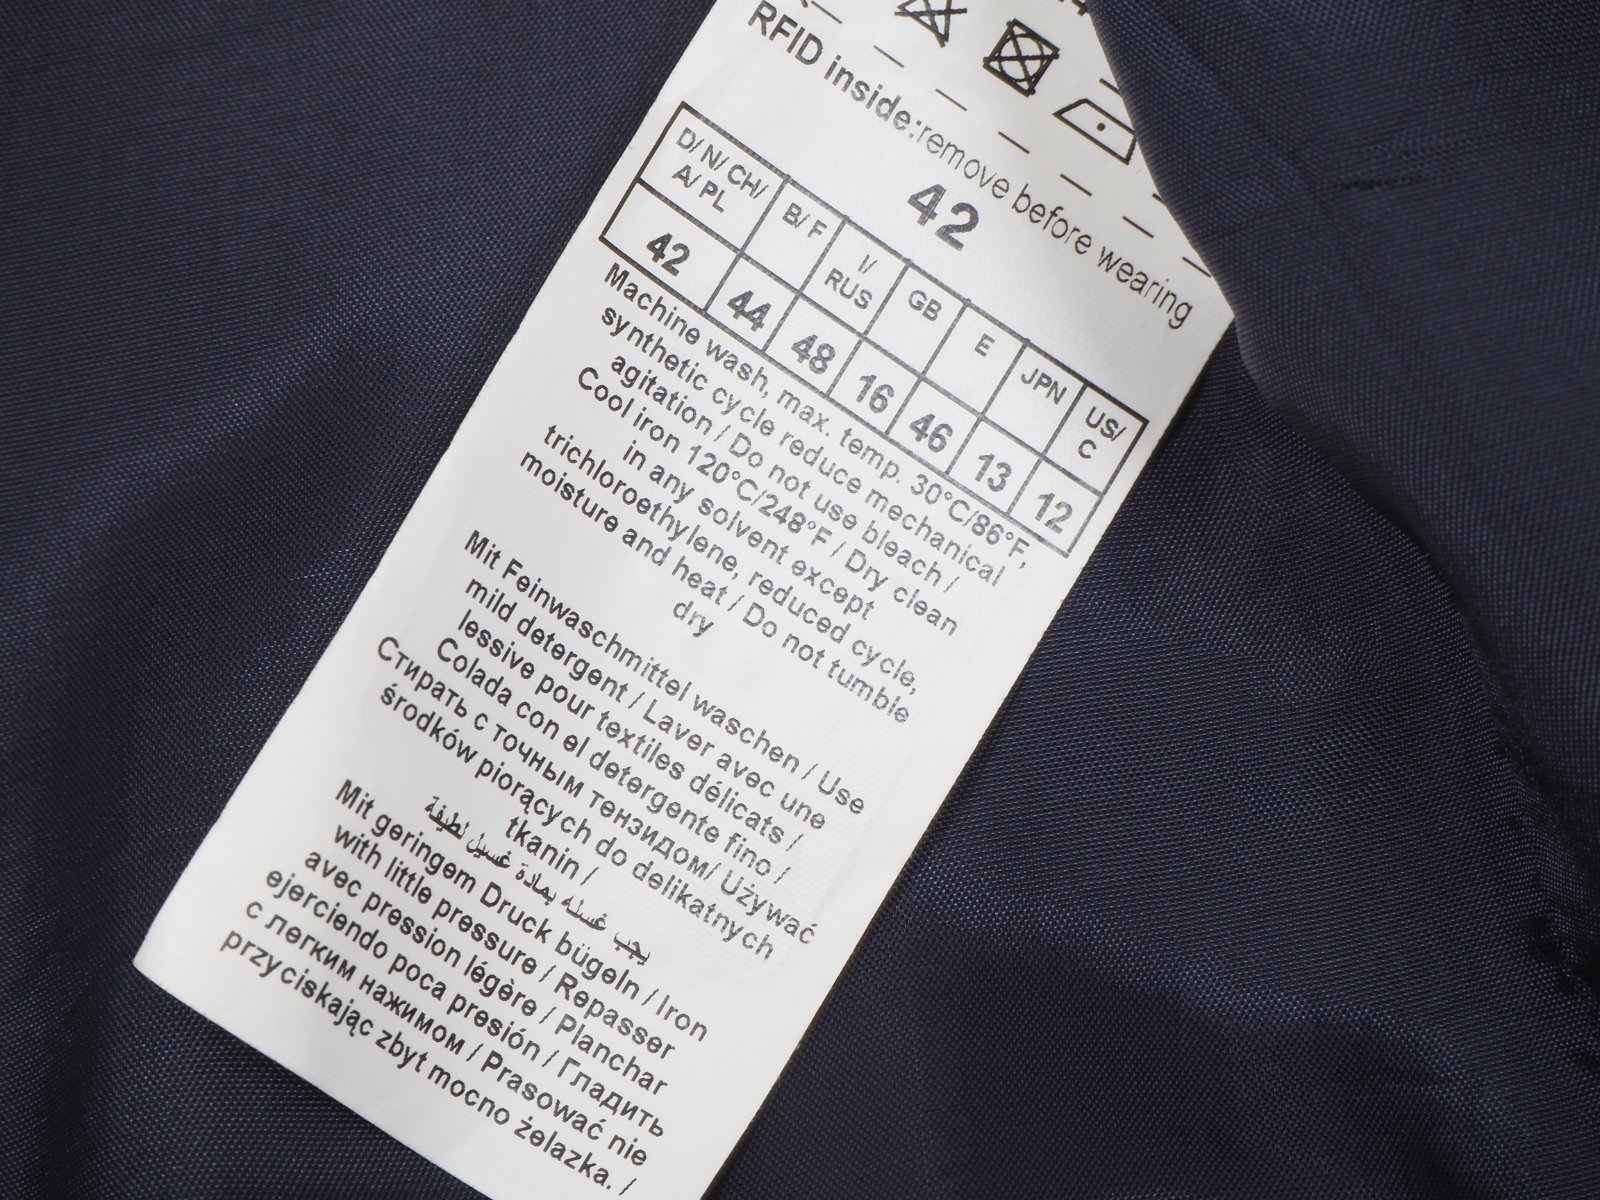 RFID inside:remove before wearing
42
D/ N/ CH/ A/ PL
B/ F
I/ RUS
GB
E
JPN
US/ C
42 44 48 16 46 13 12
Machine wash, max. temp. 30°C/86°F,
synthetic cycle reduce mechanical
agitation / Do not use bleach /
Cool iron 120°C/248°F / Dry clean
in any solvent except
trichloroethylene, reduced cycle,
moisture and heat / Do not tumble
dry
Mit Feinwaschmittel waschen / Use
mild detergent / Laver avec une
lessive pour textiles délicats /
Colada con el detergente fino /
Стирать с точным тензидом/ Używać
środków piorących do delikatnych
tkanin /
يجب غسله بمادة غسيل لطيفة
Mit geringem Druck bügeln / Iron
with little pressure / Repasser
avec pression légère / Planchar
ejerciendo poca presión / Гладить
с легким нажимом / Prasować nie
przyciskając zbyt mocno żelazka. /